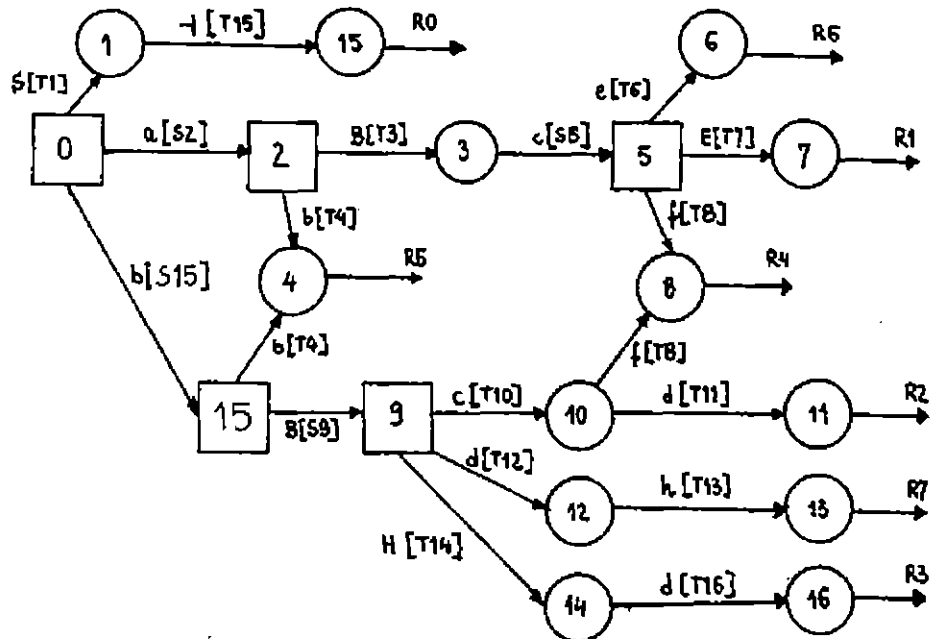 1
⊣[T15]
15
R0
6
R6
S[T1]
e[T6]
0
a[S2]
2
B[T3]
3
c[S5]
5
E[T7]
7
R1
b[T4]
f[T8]
b[S15]
4
R5
8
R4
b[T4]
f[T8]
15
B[S9]
9
c[T10]
10
d[T11]
11
R2
d[T12]
12
h[T13]
13
R7
H[T14]
14
d[T16]
16
R3